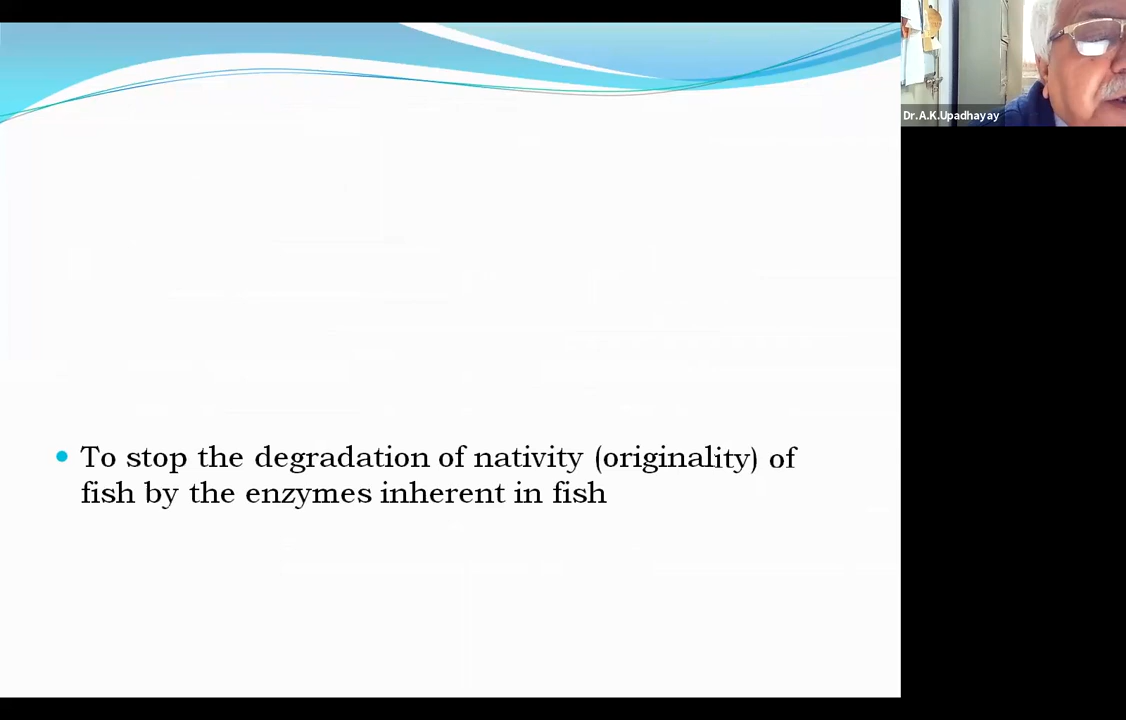 Dr.A.K.Upadhayay
• To stop the degradation of nativity (originality) of
fish by the enzymes inherent in fish